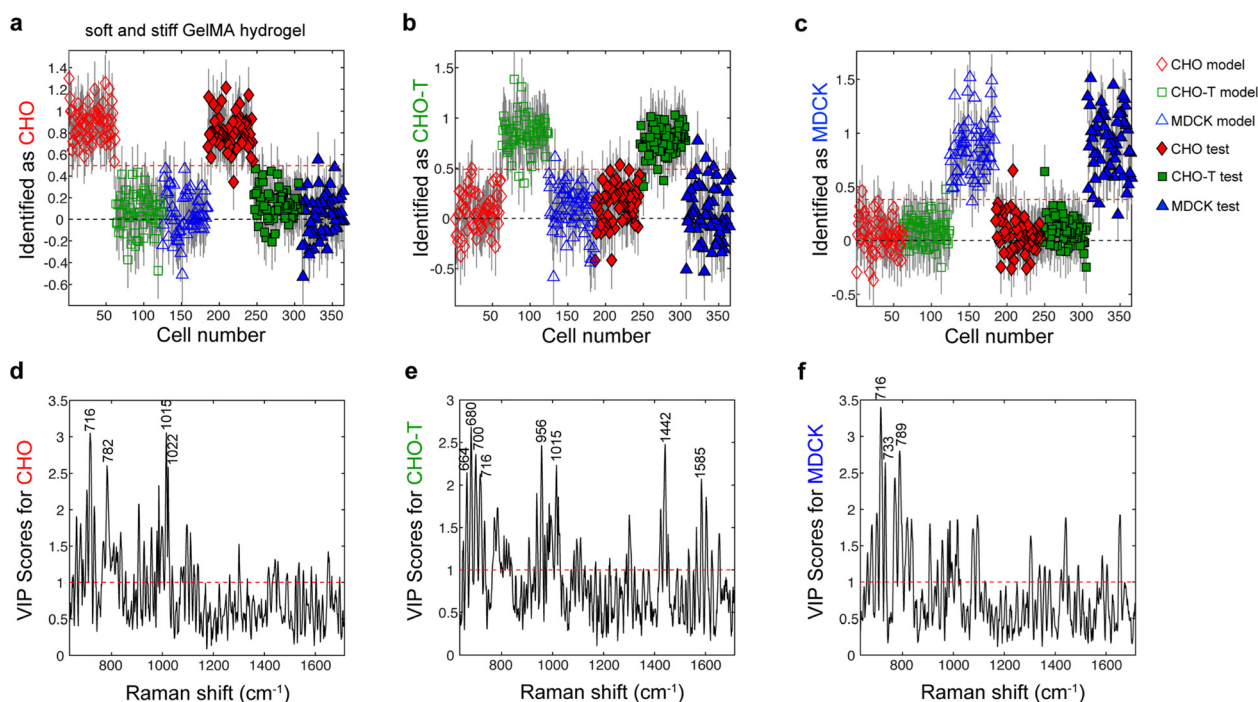 a
soft and stiff GelMA hydrogel
Identified as CHO
1.4
1.2
1
0.8
0.6
0.4
0.2
0
-0.2
-0.4
-0.6
50 100 150 200 250 300 350
Cell number
b
Identified as CHO-T
1.5
1
0.5
0
-0.5
50 100 150 200 250 300 350
Cell number
c
Identified as MDCK
1.5
1
0.5
0
-0.5
50 100 150 200 250 300 350
Cell number
CHO model
CHO-T model
MDCK model
CHO test
CHO-T test
MDCK test
d
VIP Scores for CHO
3.5
3
2.5
2
1.5
1
0.5
0
716
782
1015
1022
800 1000 1200 1400 1600
Raman shift (cm⁻¹)
e
VIP Scores for CHO-T
3
2.5
2
1.5
1
0.5
0
664
680
700
716
956
1015
1442
1585
800 1000 1200 1400 1600
Raman shift (cm⁻¹)
f
VIP Scores for MDCK
3.5
3
2.5
2
1.5
1
0.5
0
716
733
789
800 1000 1200 1400 1600
Raman shift (cm⁻¹)